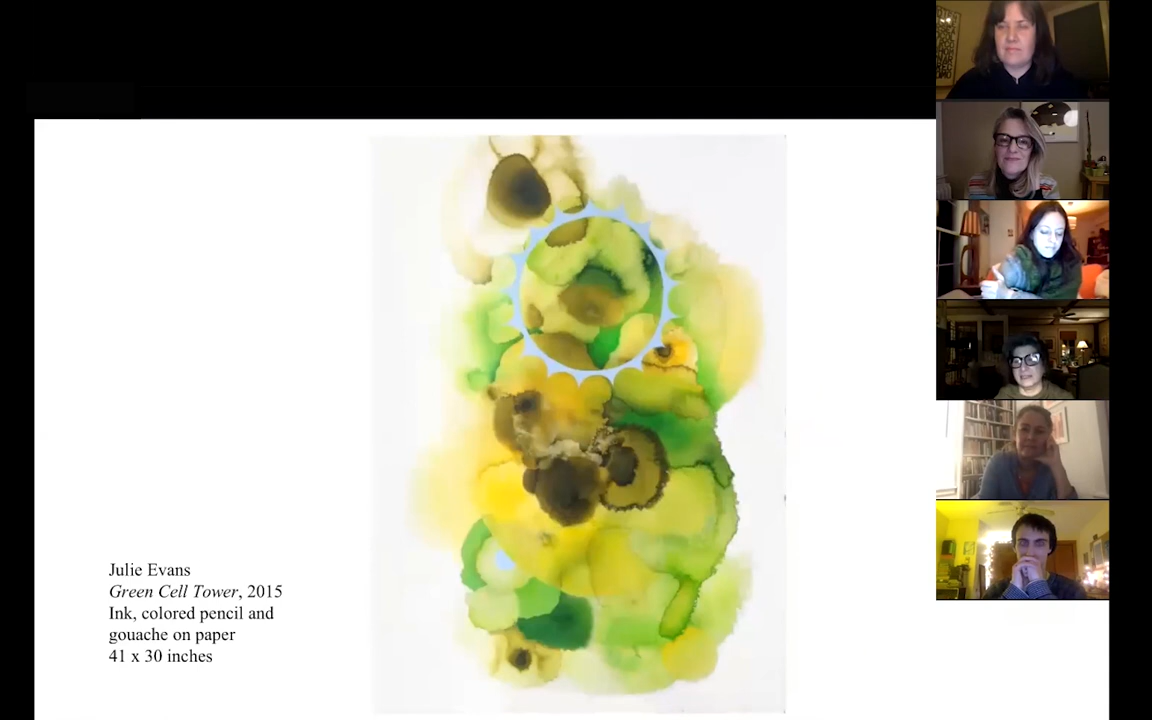 Julie Evans
Green Cell Tower, 2015
Ink, colored pencil and
gouache on paper
41 x 30 inches